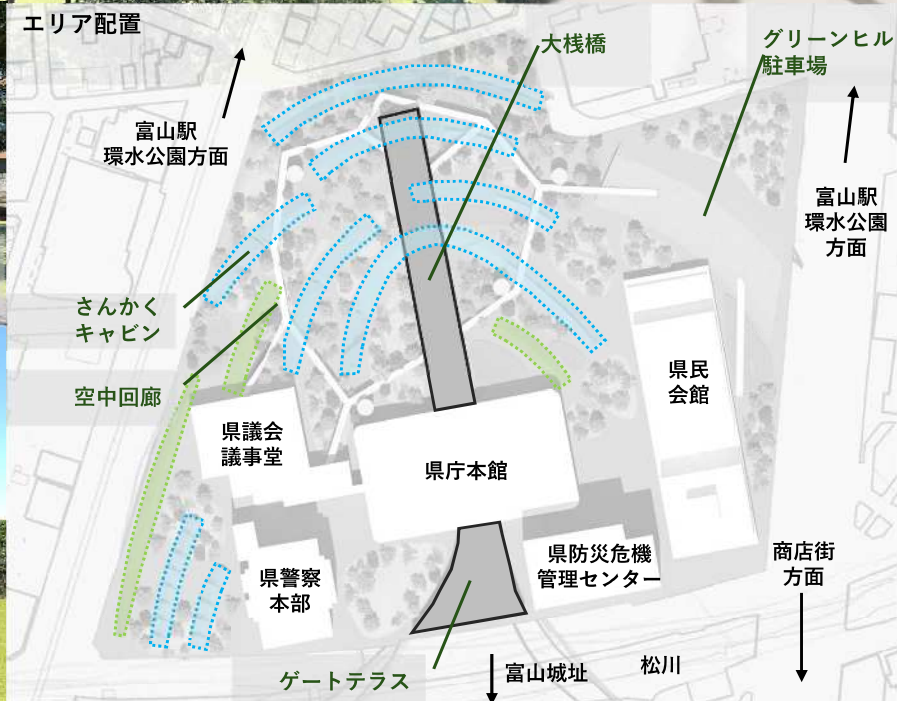 エリア配置
大桟橋
グリーンヒル
駐車場
富山駅
環水公園方面
富山駅
環水公園
方面
さんかく
キャビン
空中回廊
県民
会館
県議会
議事堂
県庁本館
県警察
本部
県防災危機
管理センター
商店街
方面
ゲートテラス
富山城址
松川